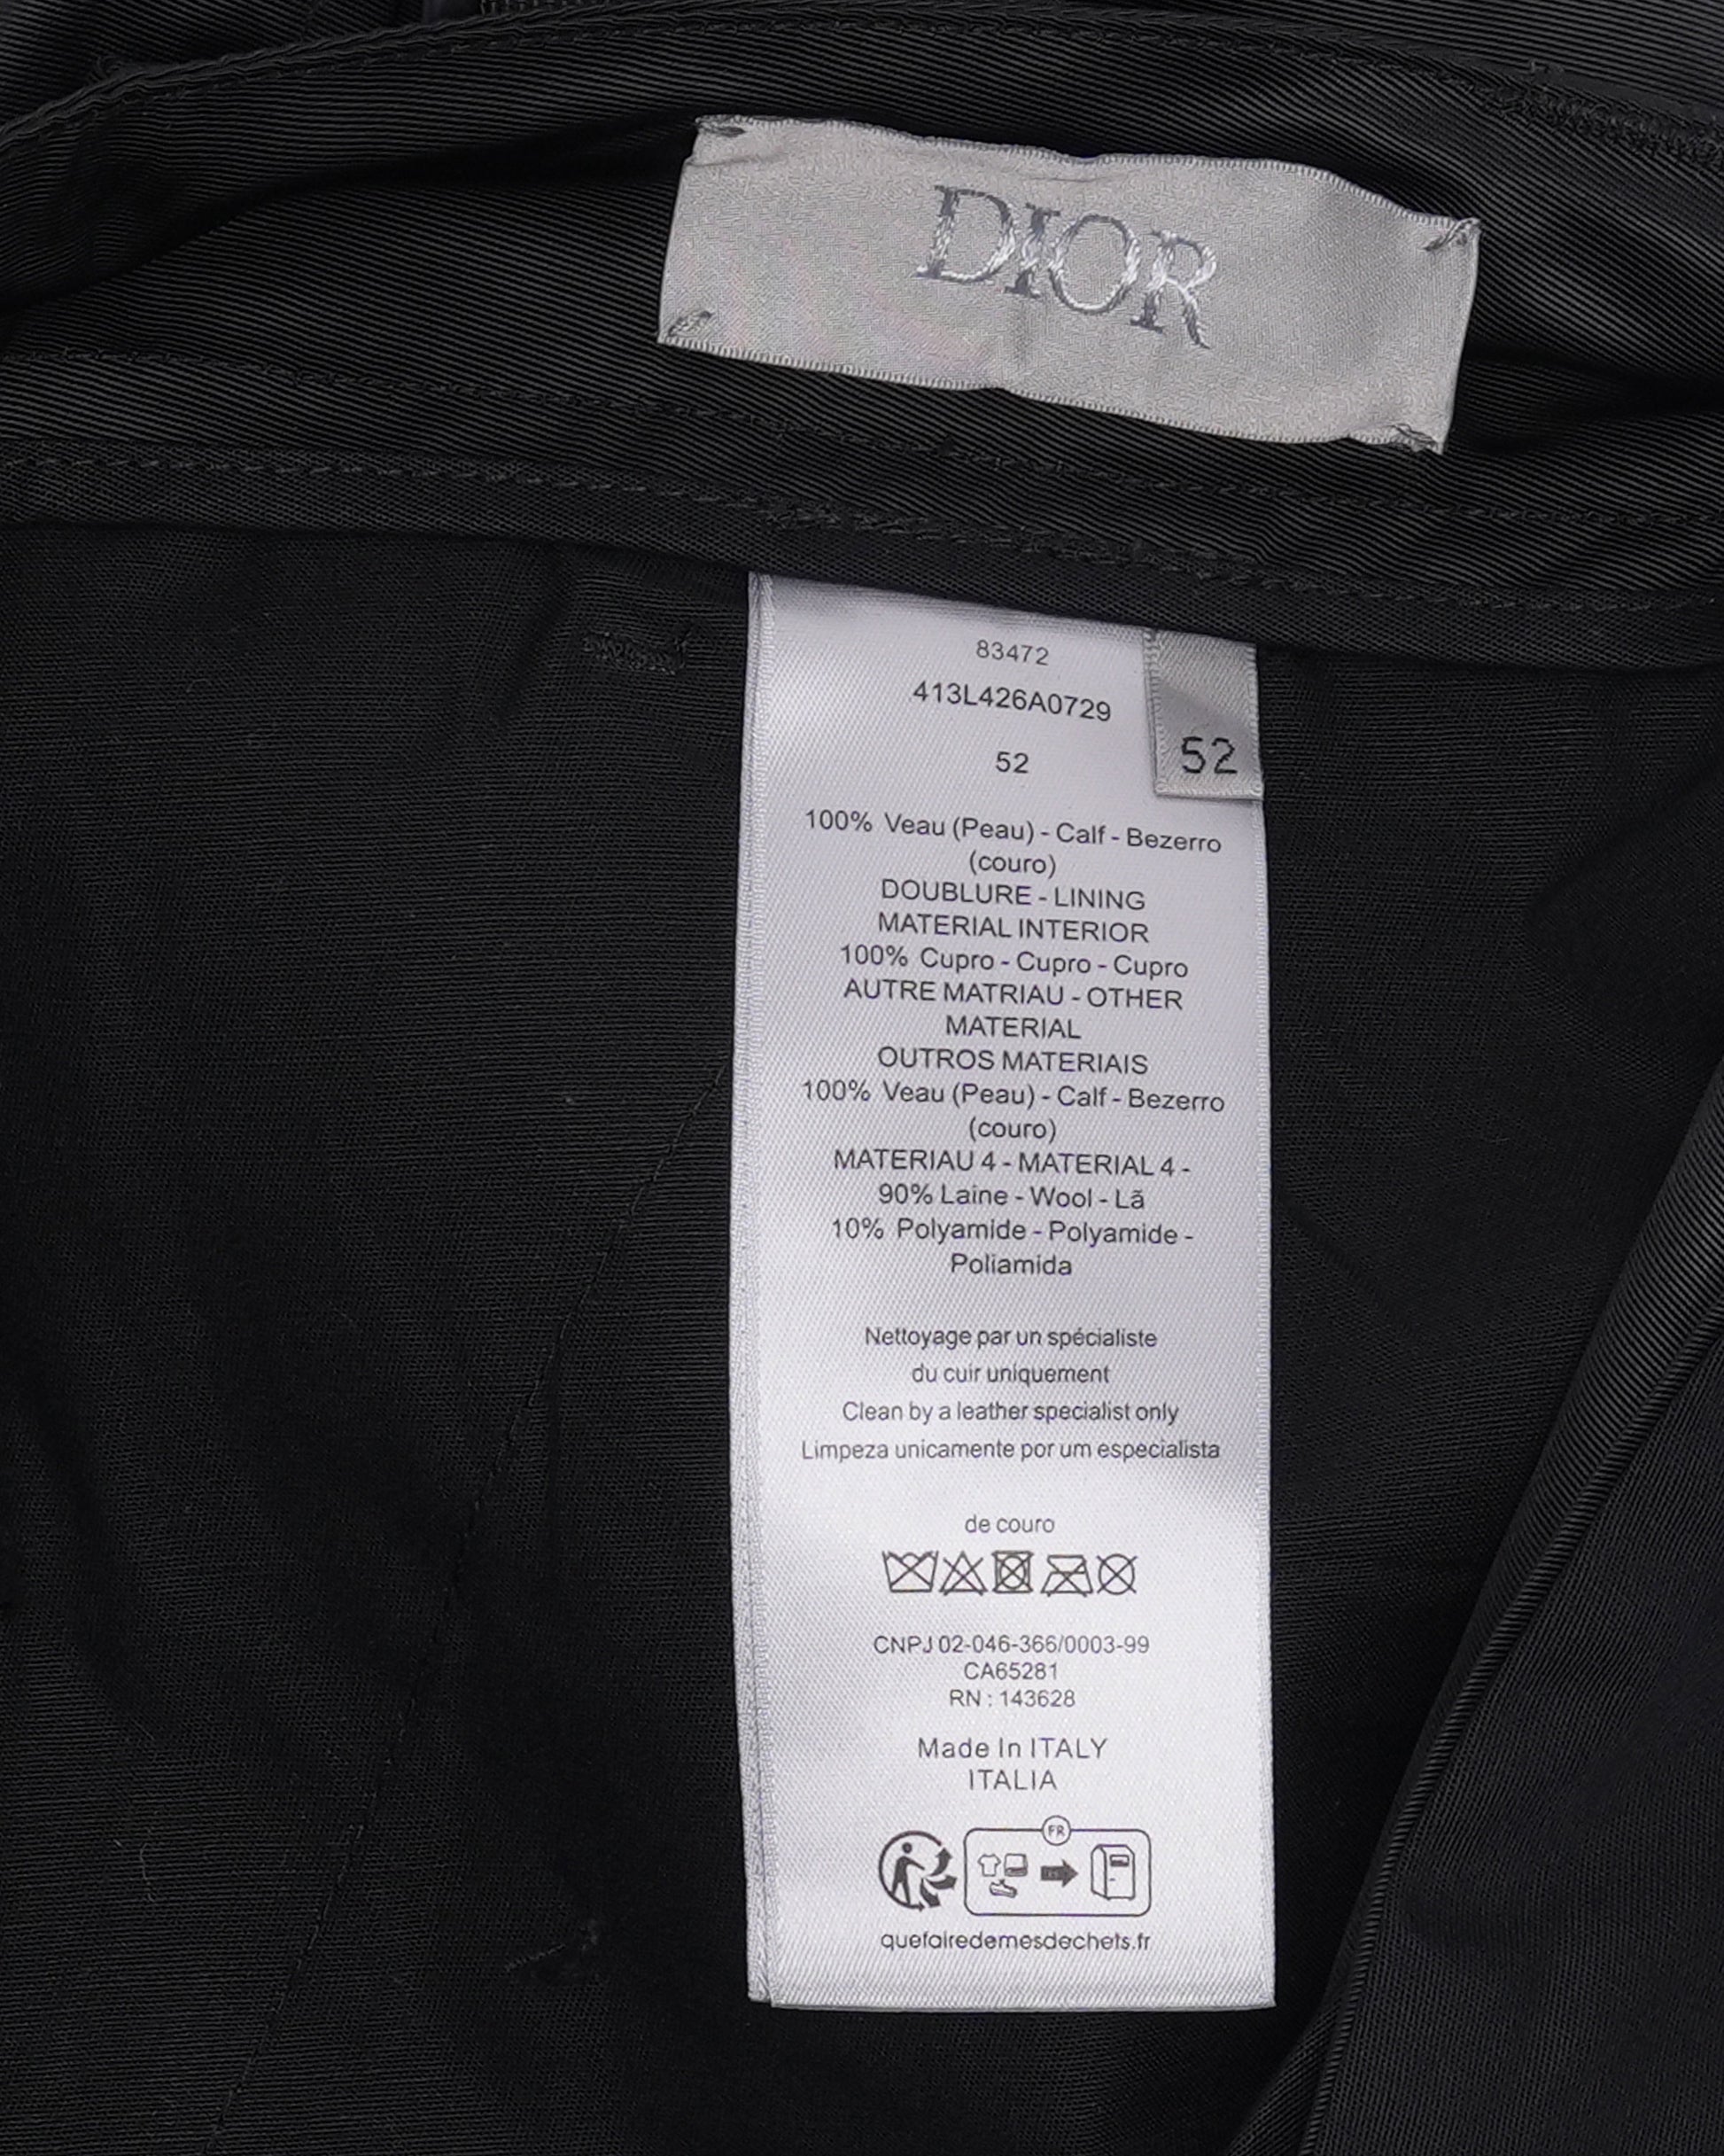 DIOR
83472
413L426A0729
52
52
100% Veau (Peau) - Calf - Bezerro
(couro)
DOUBLURE - LINING
MATERIAL INTERIOR
100% Cupro - Cupro - Cupro
AUTRE MATRIAU - OTHER
MATERIAL
OUTROS MATERIAIS
100% Veau (Peau) - Calf - Bezerro
(couro)
MATERIAU 4 - MATERIAL 4 -
90% Laine - Wool - Lã
10% Polyamide - Polyamide -
Poliamida
Nettoyage par un spécialiste
du cuir uniquement
Clean by a leather specialist only
Limpeza unicamente por um especialista
de couro
CNPJ 02-046-366/0003-99
CA65281
RN : 143628
Made In ITALY
ITALIA
FR
quefairedemesdechets.fr